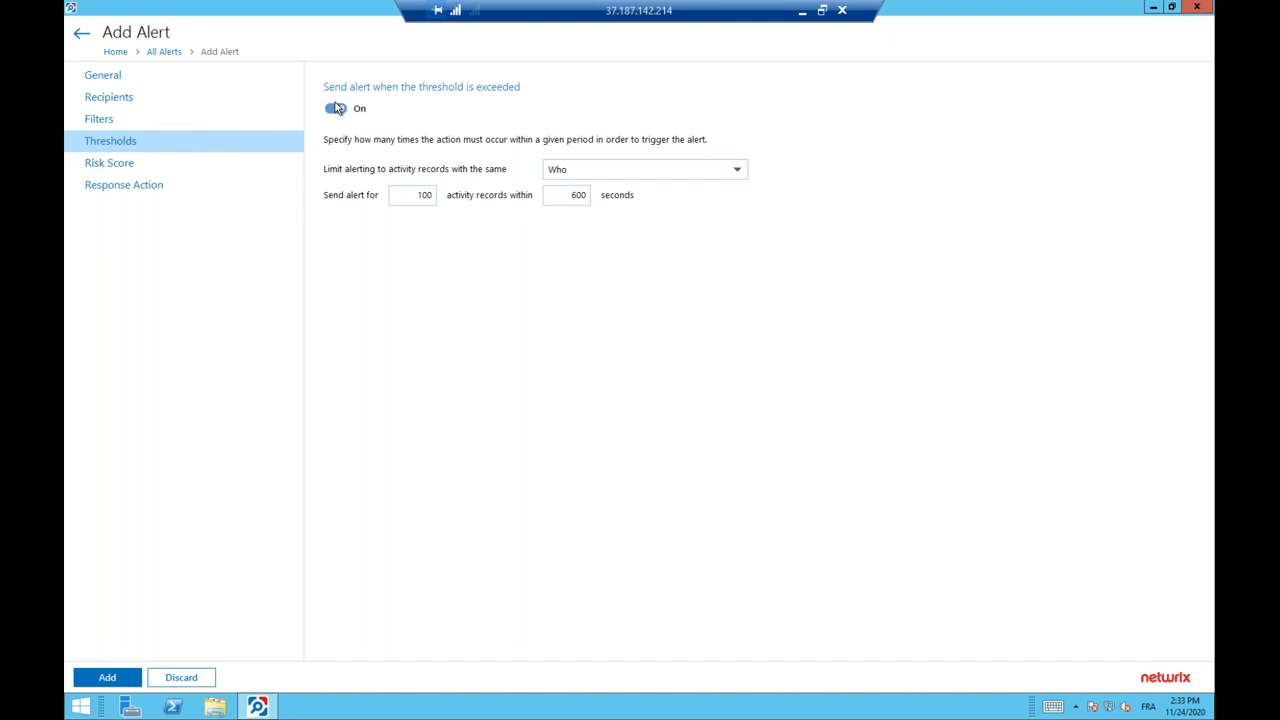 37.187.142.214
Add Alert
Home > All Alerts > Add Alert
General
Recipients
Filters
Thresholds
Risk Score
Response Action
Send alert when the threshold is exceeded
On
Specify how many times the action must occur within a given period in order to trigger the alert.
Limit alerting to activity records with the same Who
Send alert for 100 activity records within 600 seconds
Add Discard
netwrix
FRA
2:33 PM
11/24/2020